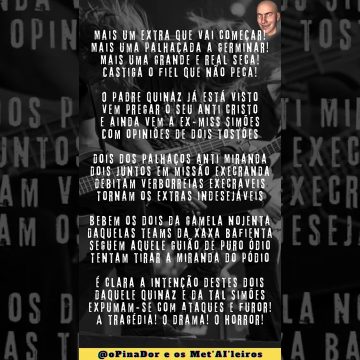 MAIS UM EXTRA QUE VAI COMEÇAR!
MAIS UMA PALHAÇADA A GERMINAR!
MAIS UMA GRANDE E REAL SECA!
CASTIGA O FIEL QUE NÃO PECA!
O PADRE QUINAZ JÁ ESTÁ VISTO
VEM PREGAR O SEU ANTI CRISTO
E AINDA VEM A EX-MISS SIMÕES
COM OPINIÕES DE DOIS TOSTÕES
DOIS DOS PALHAÇOS ANTI MIRANDA
DOIS JUNTOS EM MISSÃO EXECRANDA
DEBITAM VERBORREIAS EXECRÁVEIS
TORNAM OS EXTRAS INDESEJÁVEIS
BEBEM OS DOIS DA GAMELA NOJENTA
DAQUELAS TEAMS DA XAXA BAFIENTA
SEGUEM AQUELE GUIÃO DE PURO ÓDIO
TENTAM TIRAR A MIRANDA DO PÓDIO
É CLARA A INTENÇÃO DESTES DOIS
DAQUELE QUINAZ E DA TAL SIMÕES
EXPUMAM-SE COM ATAQUES E FUROR!
A TRAGÉDIA! O DRAMA! O HORROR!
@oPinaDor e os Met'AI'leiros